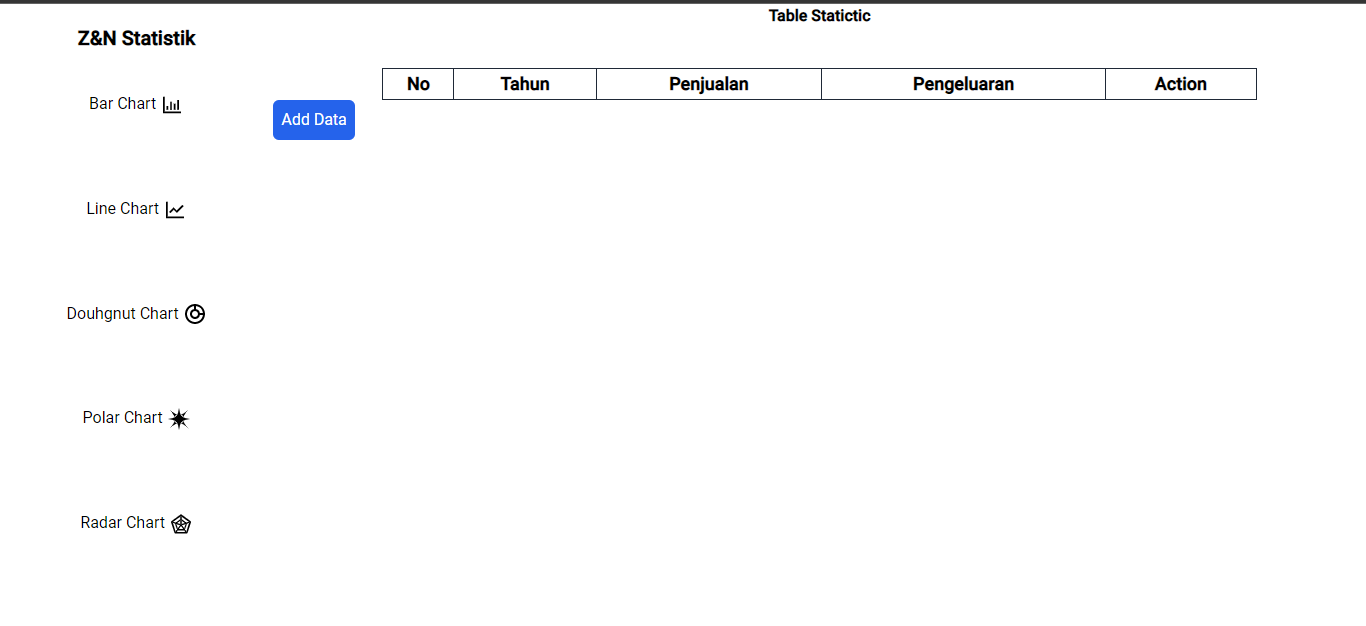 Table Statictic
Z&N Statistik
No Tahun Penjualan Pengeluaran Action
Bar Chart
Add Data
Line Chart
Douhgnut Chart
Polar Chart
Radar Chart